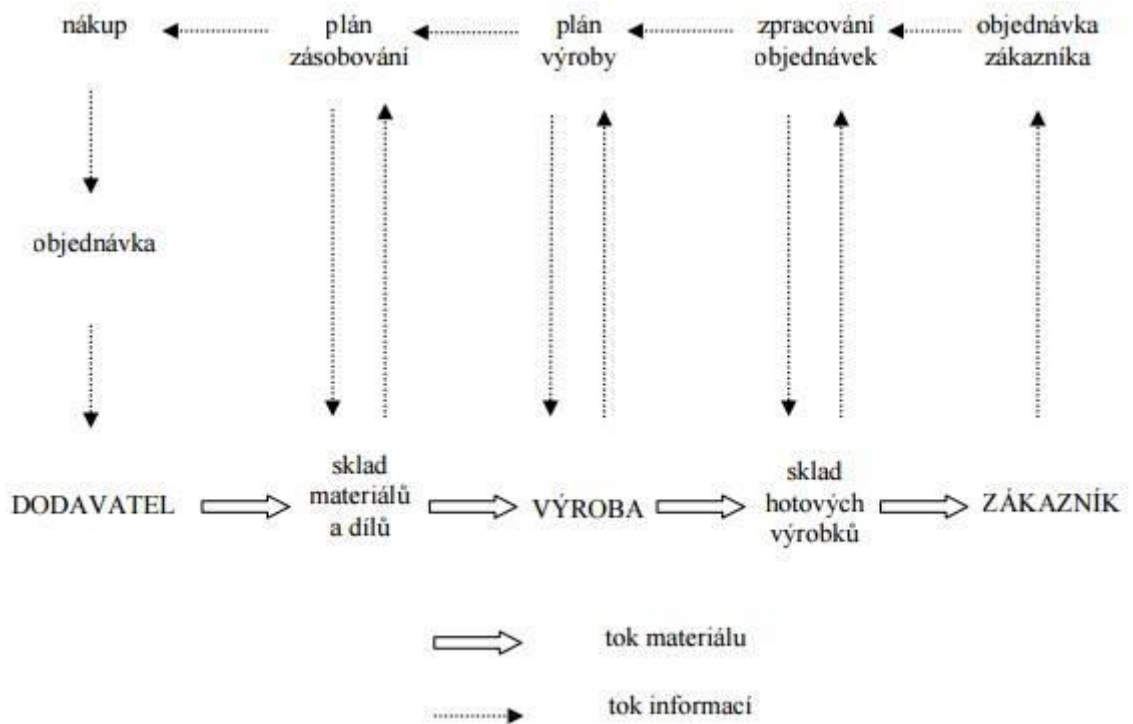 nákup
plán
zásobování
plán
výroby
zpracování
objednávek
objednávka
zákazníka
objednávka
DODAVATEL
sklad
materiálů
a dílů
VÝROBA
sklad
hotových
výrobků
ZÁKAZNÍK
tok materiálu
tok informací